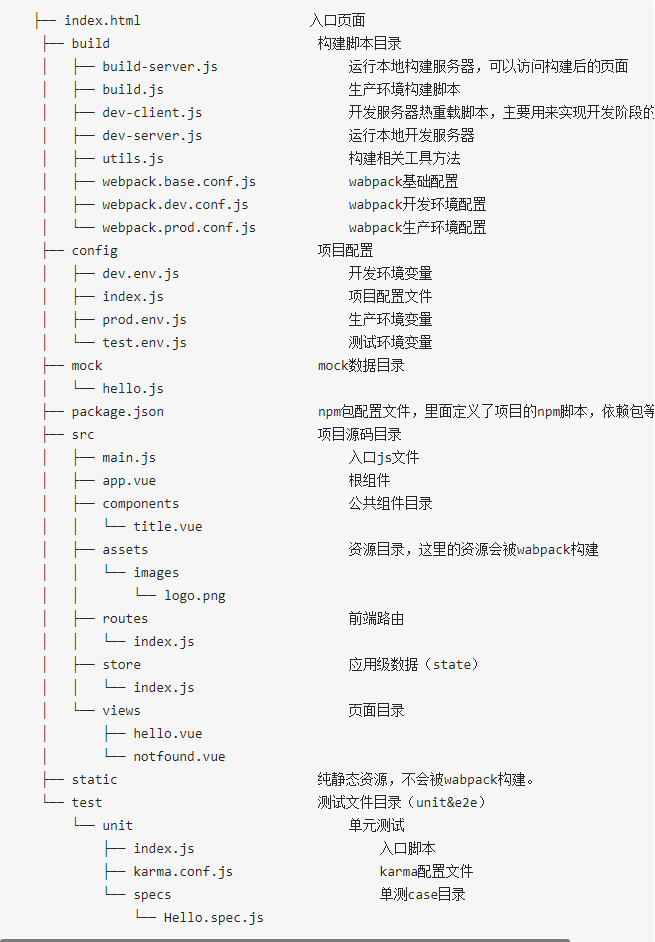 ├── index.html                      入口页面
├── build                           构建脚本目录
│   ├── build-server.js                 运行本地构建服务器，可以访问构建后的页面
│   ├── build.js                        生产环境构建脚本
│   ├── dev-client.js                   开发服务器热重载脚本，主要用来实现开发阶段的
│   ├── dev-server.js                   运行本地开发服务器
│   ├── utils.js                        构建相关工具方法
│   ├── webpack.base.conf.js            wabpack基础配置
│   ├── webpack.dev.conf.js             wabpack开发环境配置
│   └── webpack.prod.conf.js            wabpack生产环境配置
├── config                          项目配置
│   ├── dev.env.js                      开发环境变量
│   ├── index.js                        项目配置文件
│   ├── prod.env.js                     生产环境变量
│   └── test.env.js                     测试环境变量
├── mock                            mock数据目录
│   └── hello.js
├── package.json                    npm包配置文件，里面定义了项目的npm脚本，依赖包等
├── src                             项目源码目录
│   ├── main.js                         入口js文件
│   ├── app.vue                         根组件
│   ├── components                      公共组件目录
│   │   └── title.vue
│   ├── assets                          资源目录，这里的资源会被wabpack构建
│   │   └── images
│   │       └── logo.png
│   ├── routes                          前端路由
│   │   └── index.js
│   ├── store                           应用级数据（state）
│   │   └── index.js
│   └── views                           页面目录
│       ├── hello.vue
│       └── notfound.vue
├── static                          纯静态资源，不会被wabpack构建。
└── test                            测试文件目录（unit&e2e）
    └── unit                            单元测试
        ├── index.js                        入口脚本
        ├── karma.conf.js                   karma配置文件
        └── specs                           单测case目录
            └── Hello.spec.js